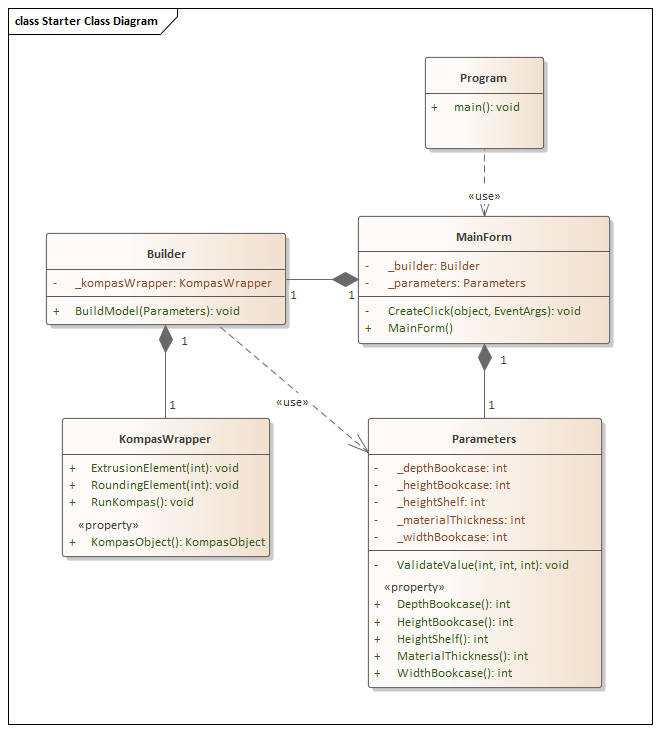 class Starter Class Diagram
Program
+ main(): void
«use»
MainForm
- _builder: Builder
- _parameters: Parameters
- CreateClick(object, EventArgs): void
+ MainForm()
Builder
- _kompasWrapper: KompasWrapper
+ BuildModel(Parameters): void
1
1
1
1
«use»
1
1
KompasWrapper
+ ExtrusionElement(int): void
+ RoundingElement(int): void
+ RunKompas(): void
«property»
+ KompasObject(): KompasObject
Parameters
- _depthBookcase: int
- _heightBookcase: int
- _heightShelf: int
- _materialThickness: int
- _widthBookcase: int
- ValidateValue(int, int, int): void
«property»
+ DepthBookcase(): int
+ HeightBookcase(): int
+ HeightShelf(): int
+ MaterialThickness(): int
+ WidthBookcase(): int